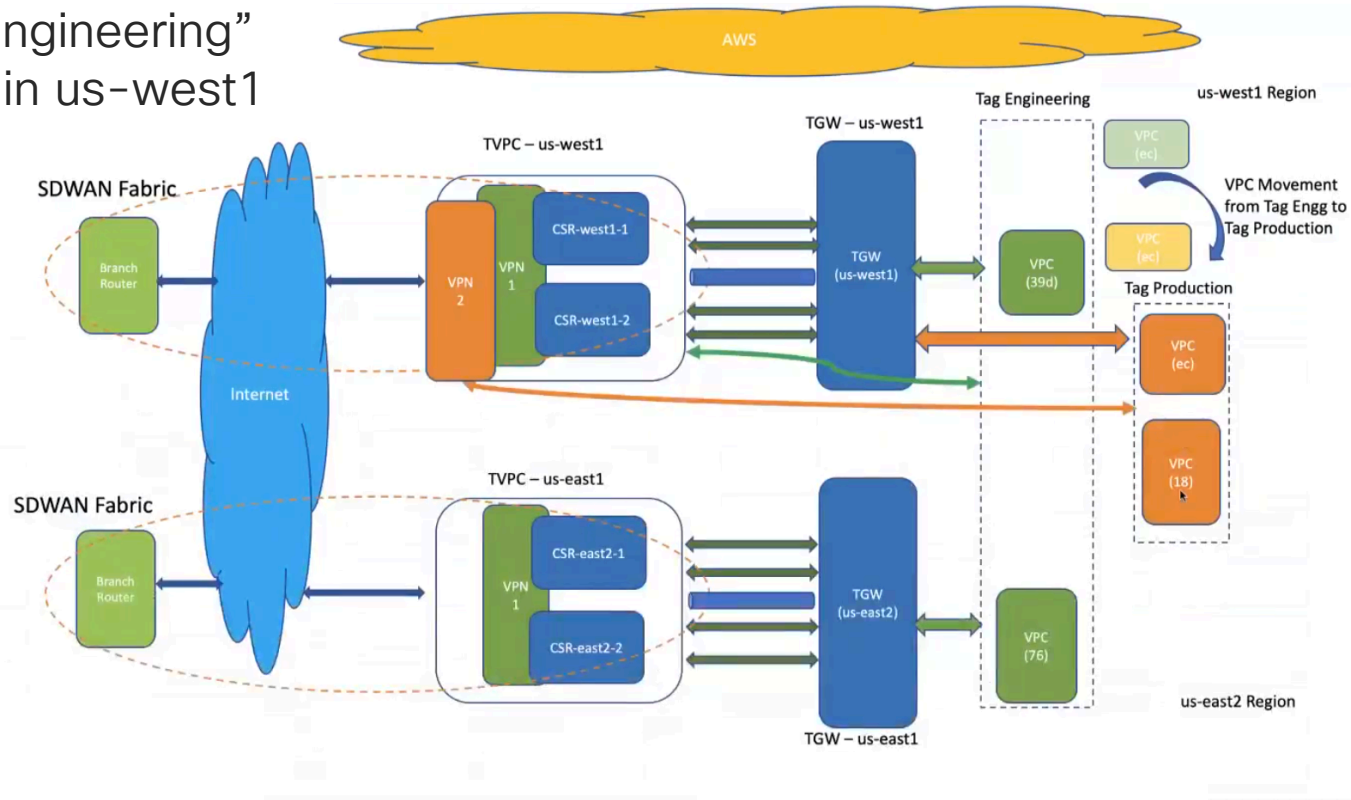 ngineering”
in us-west1
AWS
us-west1 Region
Tag Engineering
TGW – us-west1
TVPC – us-west1
VPC
(ec)
VPC Movement
from Tag Engg to
Tag Production
VPC
(ec)
SDWAN Fabric
Branch
Router
VPN
2
VPN
1
CSR-west1-1
CSR-west1-2
TGW
(us-west1)
VPC
(39d)
Tag Production
VPC
(ec)
VPC
(18)
Internet
SDWAN Fabric
Branch
Router
TVPC – us-east1
VPN
1
CSR-east2-1
CSR-east2-2
TGW
(us-east2)
VPC
(76)
us-east2 Region
TGW – us-east1